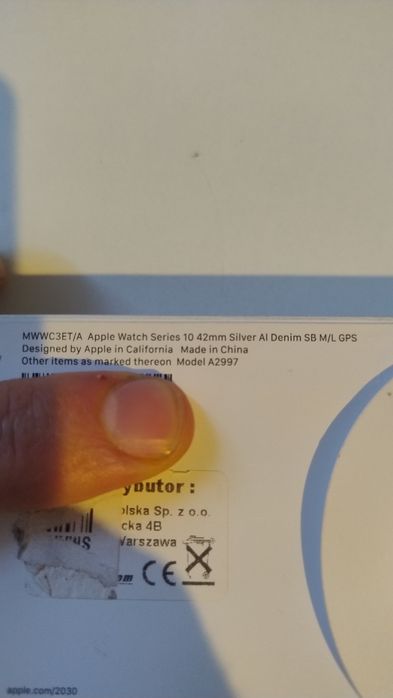 MWWC3ET/A Apple Watch Series 10 42mm Silver Al Denim SB M/L GPS
Designed by Apple in California Made in China
Other items as marked thereon Model A2997
ybutor :
olska Sp. z o.o.
cka 4B
Warszawa
CE
apple.com/2030